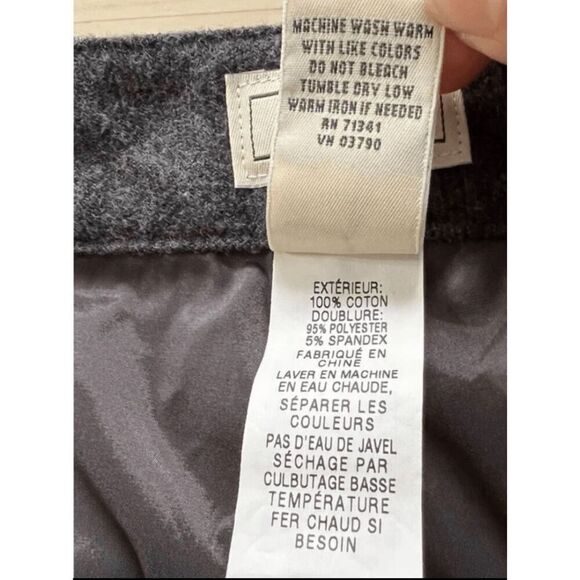 MACHINE WASH WARM
WITH LIKE COLORS
DO NOT BLEACH
TUMBLE DRY LOW
WARM IRON IF NEEDED
RN 71341
VN 03790
EXTÉRIEUR:
100% COTON
DOUBLURE:
95% POLYESTER
5% SPANDEX
FABRIQUÉ EN
CHINE
LAVER EN MACHINE
EN EAU CHAUDE,
SÉPARER LES
COULEURS
PAS D'EAU DE JAVEL
SÉCHAGE PAR
CULBUTAGE BASSE
TEMPÉRATURE
FER CHAUD SI
BESOIN